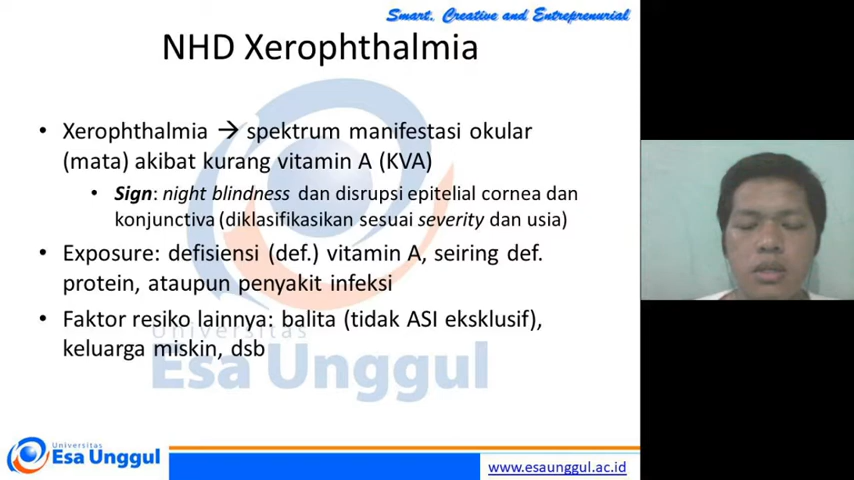 Smart, Creative and Entreprenurial
NHD Xerophthalmia
• Xerophthalmia → spektrum manifestasi okular
(mata) akibat kurang vitamin A (KVA)
• Sign: night blindness dan disrupsi epitelial cornea dan
konjunctiva (diklasifikasikan sesuai severity dan usia)
• Exposure: defisiensi (def.) vitamin A, seiring def.
protein, ataupun penyakit infeksi
• Faktor resiko lainnya: balita (tidak ASI eksklusif),
keluarga miskin, dsb
Universitas
Esa Unggul
Universitas
Esa Unggul
www.esaunggul.ac.id